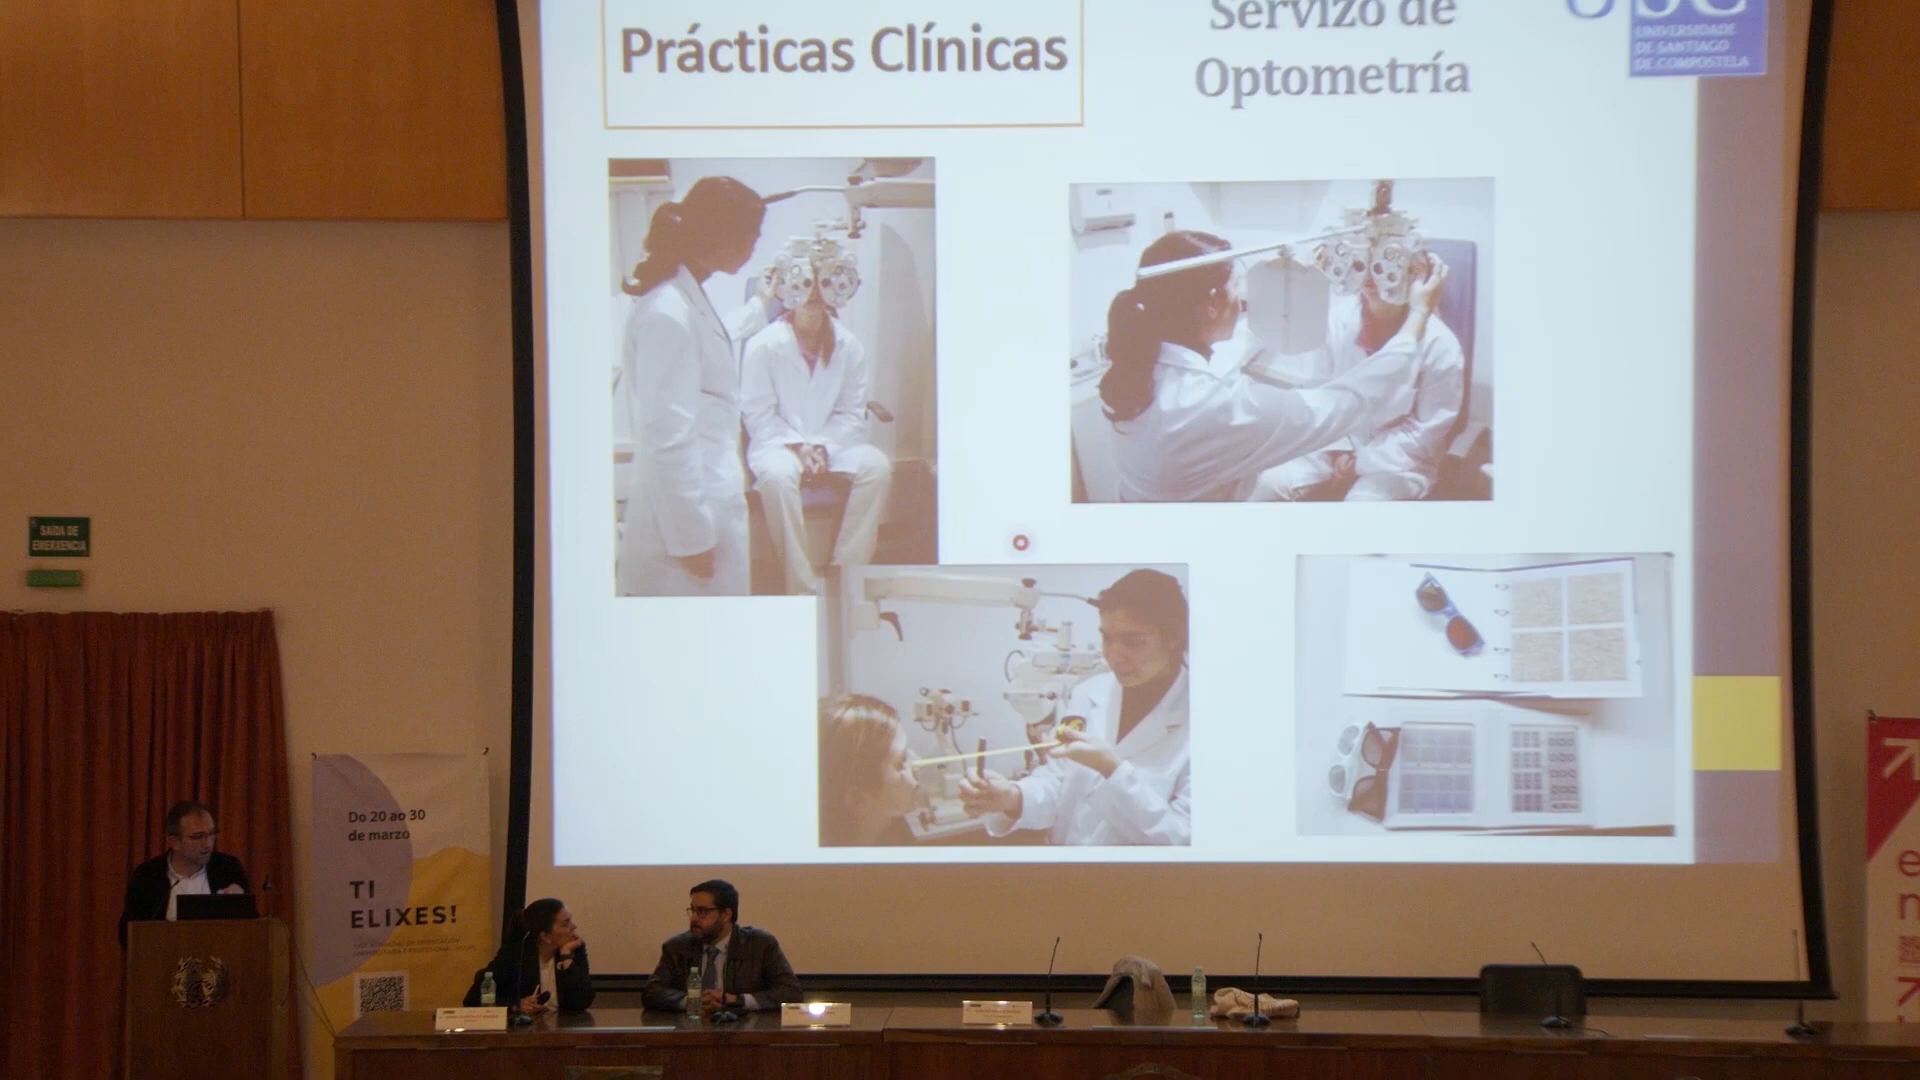 Prácticas Clínicas
Servizo de
Optometría
USC
UNIVERSIDADE
DE SANTIAGO
DE COMPOSTELA
SAÍDA DE
EMERXENCIA
Do 20 ao 30
de marzo
TI
ELIXES!